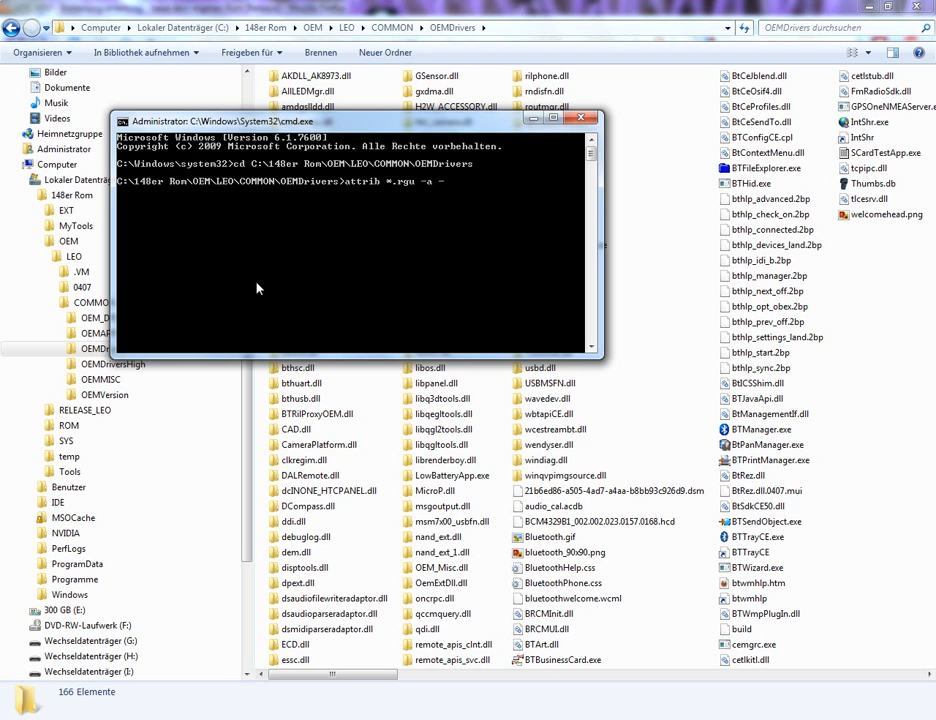 Computer ▸ Lokaler Datenträger (C:) ▸ 148er Rom ▸ OEM ▸ LEO ▸ COMMON ▸ OEMDrivers ▸
OEMDrivers durchsuchen
Organisieren
In Bibliothek aufnehmen
Freigeben für
Brennen
Neuer Ordner
Bilder
Dokumente
Musik
Videos
Heimnetzgruppe
Administrator
Computer
Lokaler Datenträ
148er Rom
EXT
MyTools
OEM
LEO
.VM
0407
COMMO
OEM_D
OEMAP
OEMDr
OEMDriversHigh
OEMMISC
OEMVersion
RELEASE_LEO
ROM
SYS
temp
Tools
Benutzer
IDE
MSOCache
NVIDIA
PerfLogs
ProgramData
Programme
Windows
300 GB (E:)
DVD-RW-Laufwerk (F:)
Wechseldatenträger (G:)
Wechseldatenträger (H:)
Wechseldatenträger (I:)
AKDLL_AK8973.dll
AllLEDMgr.dll
Administrator: C:\Windows\System32\cmd.exe
Microsoft Windows [Version 6.1.7600]
Copyright (c) 2009 Microsoft Corporation. Alle Rechte vorbehalten.
C:\Windows\system32>cd C:\148er Rom\OEM\LEO\COMMON\OEMDrivers
C:\148er Rom\OEM\LEO\COMMON\OEMDrivers>attrib *.rgu -a -
bthsc.dll
bthuart.dll
bthusb.dll
BTRilProxyOEM.dll
CAD.dll
CameraPlatform.dll
clkregim.dll
DALRemote.dll
dclNONE_HTCPANEL.dll
DCompass.dll
ddi.dll
debuglog.dll
dem.dll
disptools.dll
dpext.dll
dsaudiofilewritero.dll
dsaudioparseradaptor.dll
dsmidiparseradaptor.dll
ECD.dll
essc.dll
GSensor.dll
gxdma.dll
H2W_ACCESSORY.dll
libos.dll
libpanel.dll
libq3dtools.dll
libqegltools.dll
libqgl2tools.dll
libqgltools.dll
librenderboy.dll
LowBatteryApp.exe
MicroP.dll
msgoutput.dll
msm7x00_usbfn.dll
nand_ext.dll
nand_ext_1.dll
OEM_Misc.dll
OemExtDll.dll
oncrpc.dll
qccmquery.dll
qdi.dll
remote_apis_clnt.dll
remote_apis_svc.dll
rilphone.dll
rndisfn.dll
routmgr.dll
usbd.dll
USBMSFN.dll
wavedev.dll
wbtapiCE.dll
wcestreambt.dll
wendyser.dll
windiag.dll
winqvpimgsource.dll
21b6ed86-a505-4ad7-a4aa-b8bb93c926d9.dsm
audio_cal.acdb
BCM4329B1_002.002.023.0157.0168.hcd
Bluetooth.gif
bluetooth_90x90.png
BluetoothHelp.css
BluetoothPhone.css
bluetoothwelcome.wcml
BRCMInit.dll
BRCMUI.dll
BTArt.dll
BTBusinessCard.exe
BtCelblend.dll
BtCeOsif4.dll
BtCeProfiles.dll
BtCeSendTo.dll
BTConfigCE.cpl
BtContextMenu.dll
BTFileExplorer.exe
BTHid.exe
bthhlp_advanced.2bp
bthlp_check_on.2bp
bthlp_connected.2bp
bthlp_devices_land.2bp
bthlp_idi_b.2bp
bthlp_manager.2bp
bthlp_next_off.2bp
bthlp_opt_obex.2bp
bthlp_prev_off.2bp
bthlp_settings_land.2bp
bthlp_start.2bp
bthlp_sync.2bp
BtICSShim.dll
BTJavaApi.dll
BtManagementIf.dll
BTManager.exe
BtPanManager.exe
BTPrintManager.exe
BtRez.dll
BtRez.dll.0407.mui
BtSdkCE50.dll
BTSendObject.exe
BTTrayCE.exe
BTTrayCE
BTWizard.exe
btwmhlp.htm
btwmhlp
BTWmpPlugIn.dll
build
cemgrc.exe
cetlkitl.dll
cetlstub.dll
FmRadioSdk.dll
GPSOneNMEAServer.e
IntShr.exe
IntShr
SCardTestApp.exe
tcpipc.dll
Thumbs.db
tlcesrv.dll
welcomehead.png
166 Elemente